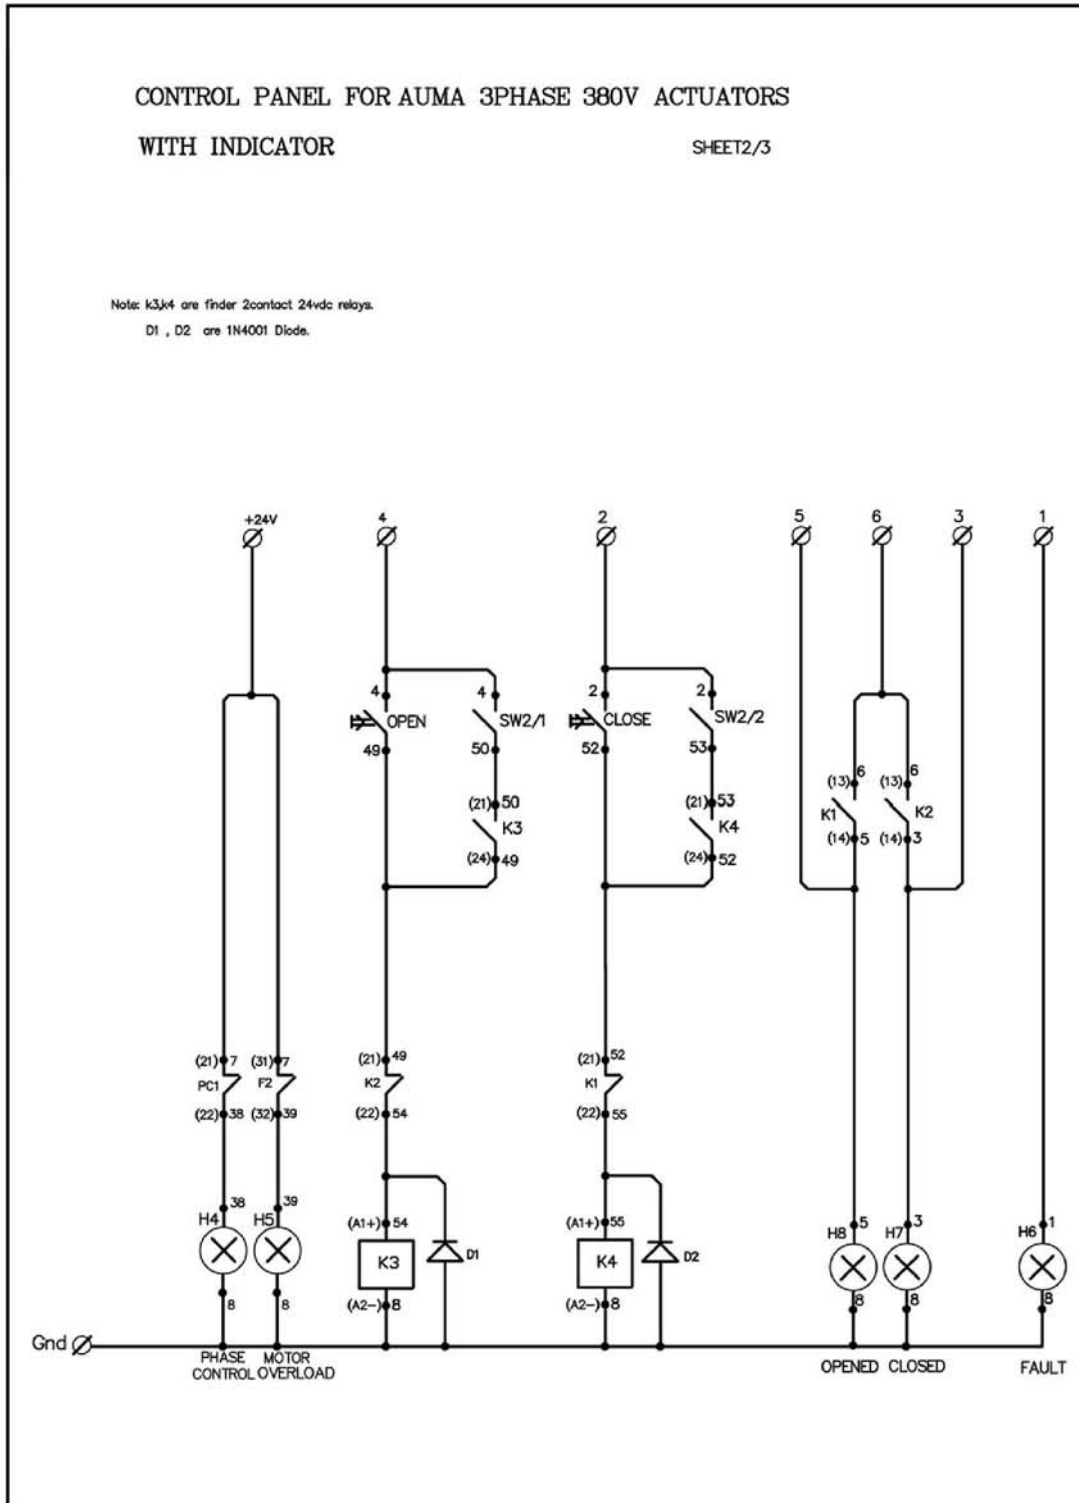 CONTROL PANEL FOR AUMA 3PHASE 380V ACTUATORS
WITH INDICATOR
SHEET2/3
Note: k3,k4 are finder 2contact 24vdc relays.
D1 , D2 are 1N4001 Diode.
+24V 4 2 5 6 3 1
4 4 2 2
OPEN SW2/1 CLOSE SW2/2
49 50 52 53
(13) 6 (13) 6
(21) 50 (21) 53
K1 K2
K3 K4
(14) 5 (14) 3
(24) 49 (24) 52
(21) 7 (31) 7 (21) 49 (21) 52
PC1 F2 K2 K1
(22) 38 (32) 39 (22) 54 (22) 55
38 39
H4 H5 (A1+) 54 (A1+) 55 5 3 1
H8 H7 H6
K3 D1 K4 D2
8 8 (A2-) 8 (A2-) 8 8 8 8
Gnd
PHASE CONTROL
MOTOR OVERLOAD
OPENED CLOSED FAULT